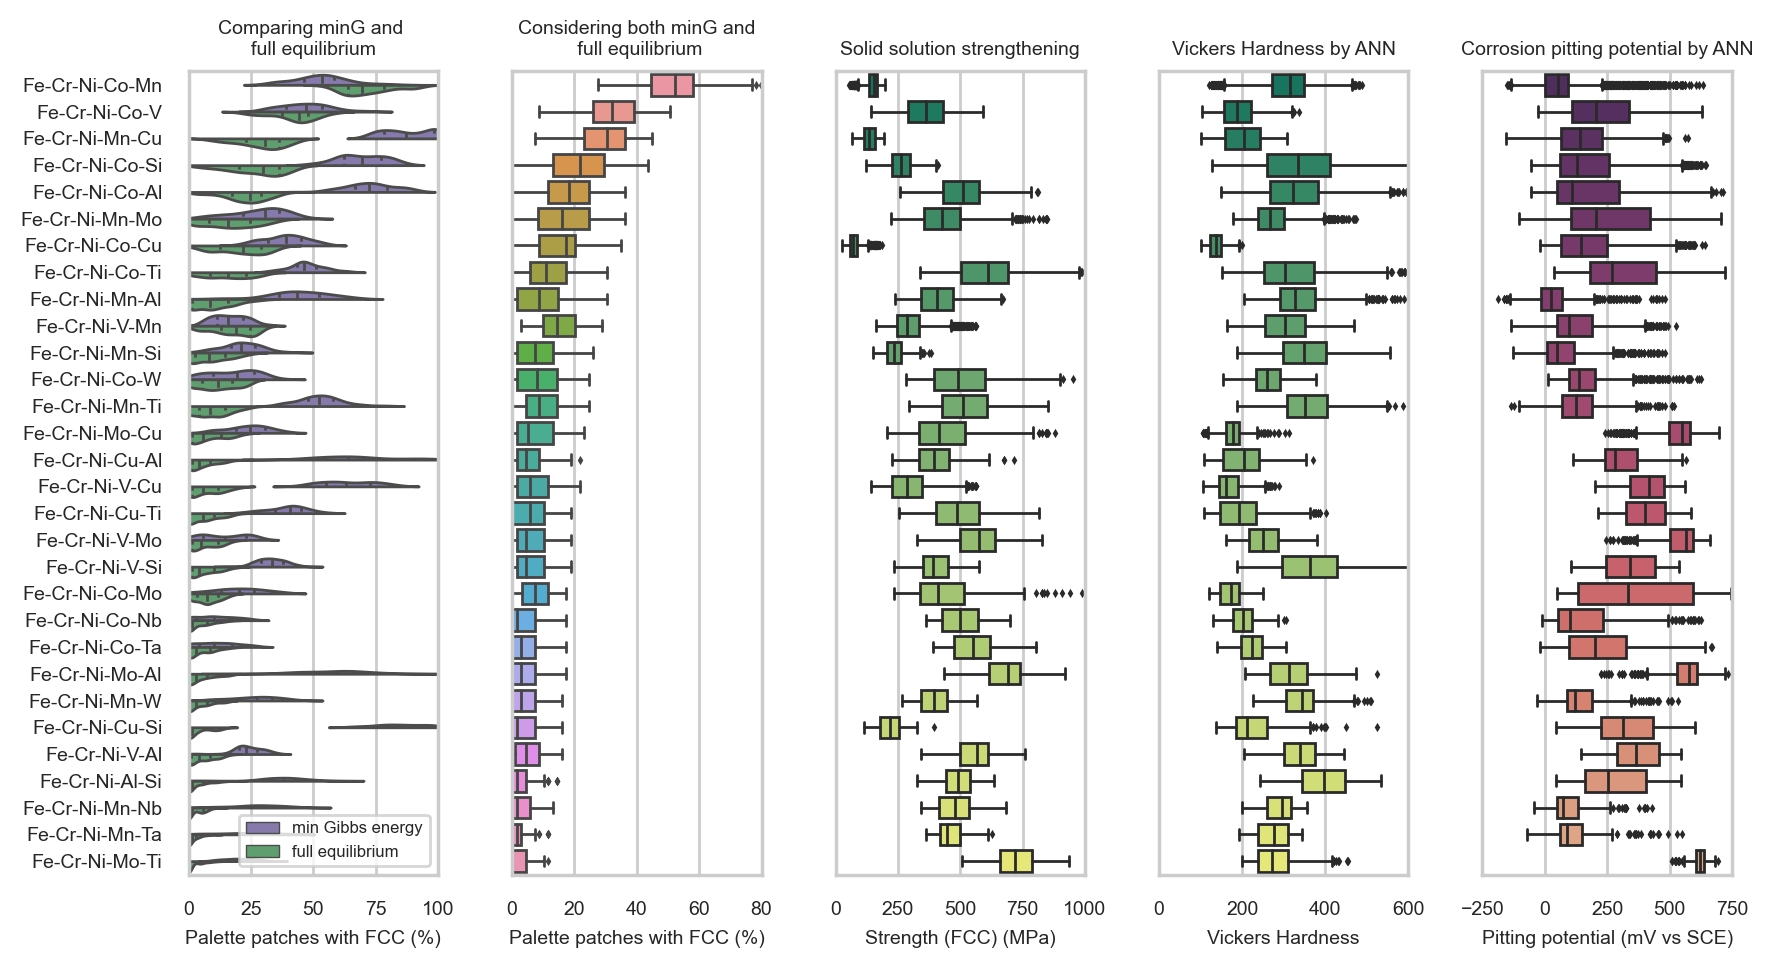 Comparing minG and
full equilibrium
Considering both minG and
full equilibrium
Solid solution strengthening
Vickers Hardness by ANN
Corrosion pitting potential by ANN
Fe-Cr-Ni-Co-Mn
Fe-Cr-Ni-Co-V
Fe-Cr-Ni-Mn-Cu
Fe-Cr-Ni-Co-Si
Fe-Cr-Ni-Co-Al
Fe-Cr-Ni-Mn-Mo
Fe-Cr-Ni-Co-Cu
Fe-Cr-Ni-Co-Ti
Fe-Cr-Ni-Mn-Al
Fe-Cr-Ni-V-Mn
Fe-Cr-Ni-Mn-Si
Fe-Cr-Ni-Co-W
Fe-Cr-Ni-Mn-Ti
Fe-Cr-Ni-Mo-Cu
Fe-Cr-Ni-Cu-Al
Fe-Cr-Ni-V-Cu
Fe-Cr-Ni-Cu-Ti
Fe-Cr-Ni-V-Mo
Fe-Cr-Ni-V-Si
Fe-Cr-Ni-Co-Mo
Fe-Cr-Ni-Co-Nb
Fe-Cr-Ni-Co-Ta
Fe-Cr-Ni-Mo-Al
Fe-Cr-Ni-Mn-W
Fe-Cr-Ni-Cu-Si
Fe-Cr-Ni-V-Al
Fe-Cr-Ni-Al-Si
Fe-Cr-Ni-Mn-Nb
Fe-Cr-Ni-Mn-Ta
Fe-Cr-Ni-Mo-Ti
min Gibbs energy
full equilibrium
0 25 50 75 100
Palette patches with FCC (%)
0 20 40 60 80
Palette patches with FCC (%)
0 250 500 750 1000
Strength (FCC) (MPa)
0 200 400 600
Vickers Hardness
−250 0 250 500 750
Pitting potential (mV vs SCE)